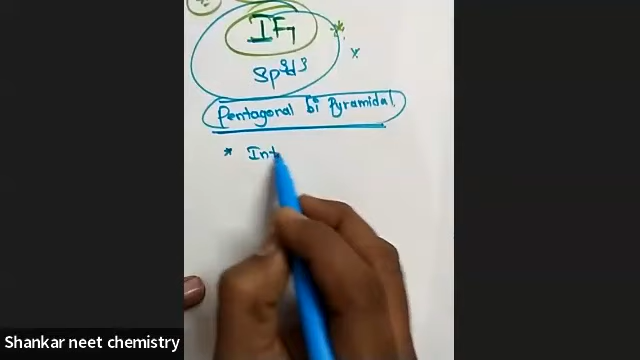 IF7
sp3d3
Pentagonal bi Pyramidal.
* Int
Shankar neet chemistry